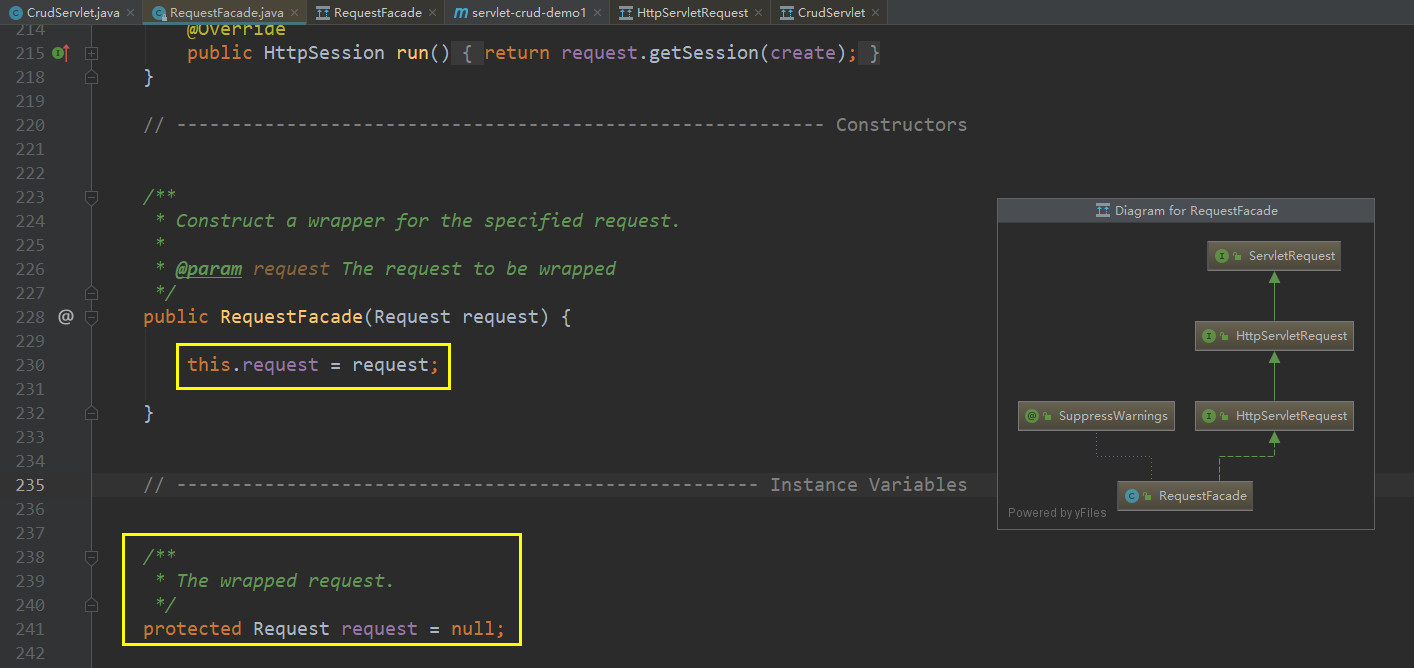 CrudServlet.java × RequestFacade.java × RequestFacade × m servlet-crud-demo1 × HttpServletRequest × CrudServlet ×
214 @Override
215 public HttpSession run() { return request.getSession(create); }
218 }
219
220 // ----------------------------------------------------------- Constructors
221
222
223 /**
224 * Construct a wrapper for the specified request.
225 *
226 * @param request The request to be wrapped
227 */
228 @ public RequestFacade(Request request) {
229
230 this.request = request;
231
232 }
233
234
235 // ----------------------------------------------------- Instance Variables
236
237
238 /**
239 * The wrapped request.
240 */
241 protected Request request = null;
242
Diagram for RequestFacade
I ServletRequest
I HttpServletRequest
@ SuppressWarnings
I HttpServletRequest
C RequestFacade
Powered by yFiles